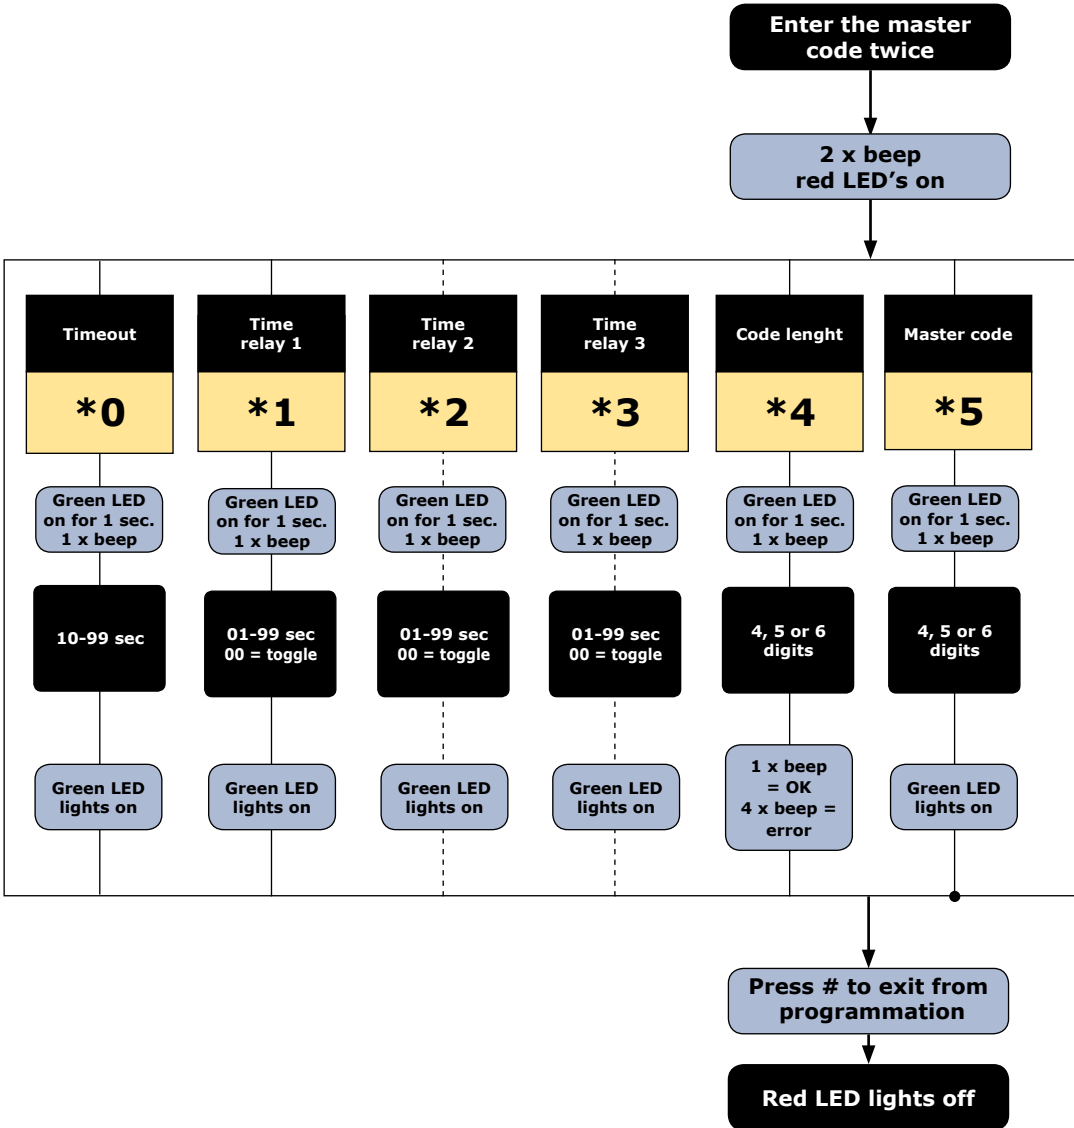 Enter the master
code twice
2 x beep
red LED’s on
Timeout
*0
Green LED
on for 1 sec.
1 x beep
10-99 sec
Green LED
lights on
Time
relay 1
*1
Green LED
on for 1 sec.
1 x beep
01-99 sec
00 = toggle
Green LED
lights on
Time
relay 2
*2
Green LED
on for 1 sec.
1 x beep
01-99 sec
00 = toggle
Green LED
lights on
Time
relay 3
*3
Green LED
on for 1 sec.
1 x beep
01-99 sec
00 = toggle
Green LED
lights on
Code lenght
*4
Green LED
on for 1 sec.
1 x beep
4, 5 or 6
digits
1 x beep
= OK
4 x beep =
error
Master code
*5
Green LED
on for 1 sec.
1 x beep
4, 5 or 6
digits
Green LED
lights on
Press # to exit from
programmation
Red LED lights off